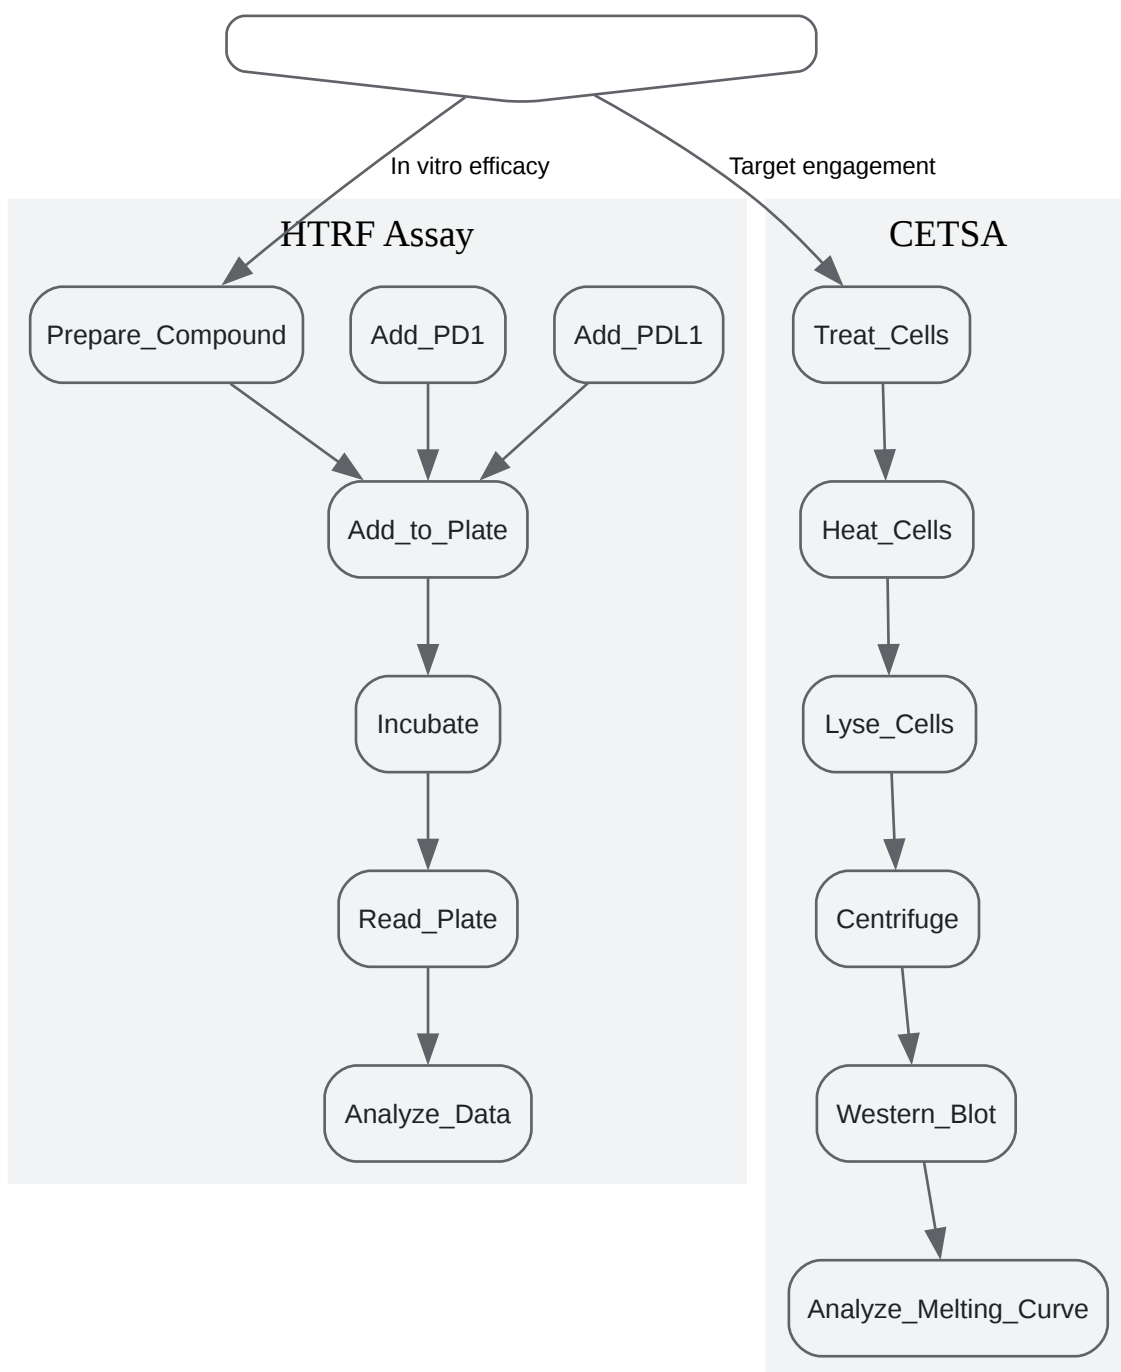 In vitro efficacy
Target engagement
HTRF Assay
CETSA
Prepare_Compound
Add_PD1
Add_PDL1
Treat_Cells
Add_to_Plate
Heat_Cells
Incubate
Lyse_Cells
Read_Plate
Centrifuge
Analyze_Data
Western_Blot
Analyze_Melting_Curve